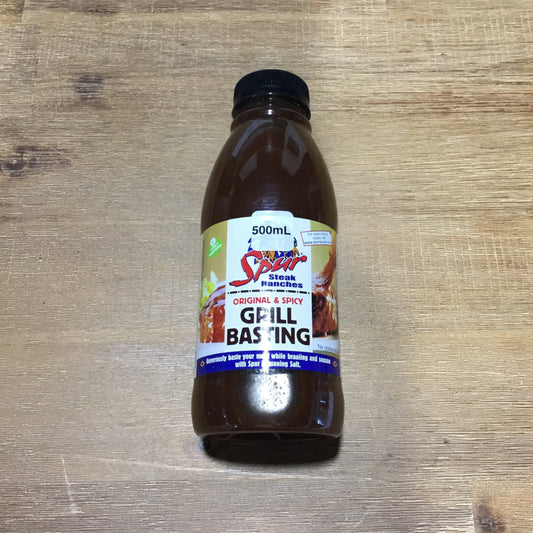 500mL
Spur
Steak
Ranches
ORIGINAL & SPICY
GRILL
BASTING
Generously baste your meat while braaiing and season
with Spur Seasoning Salt.